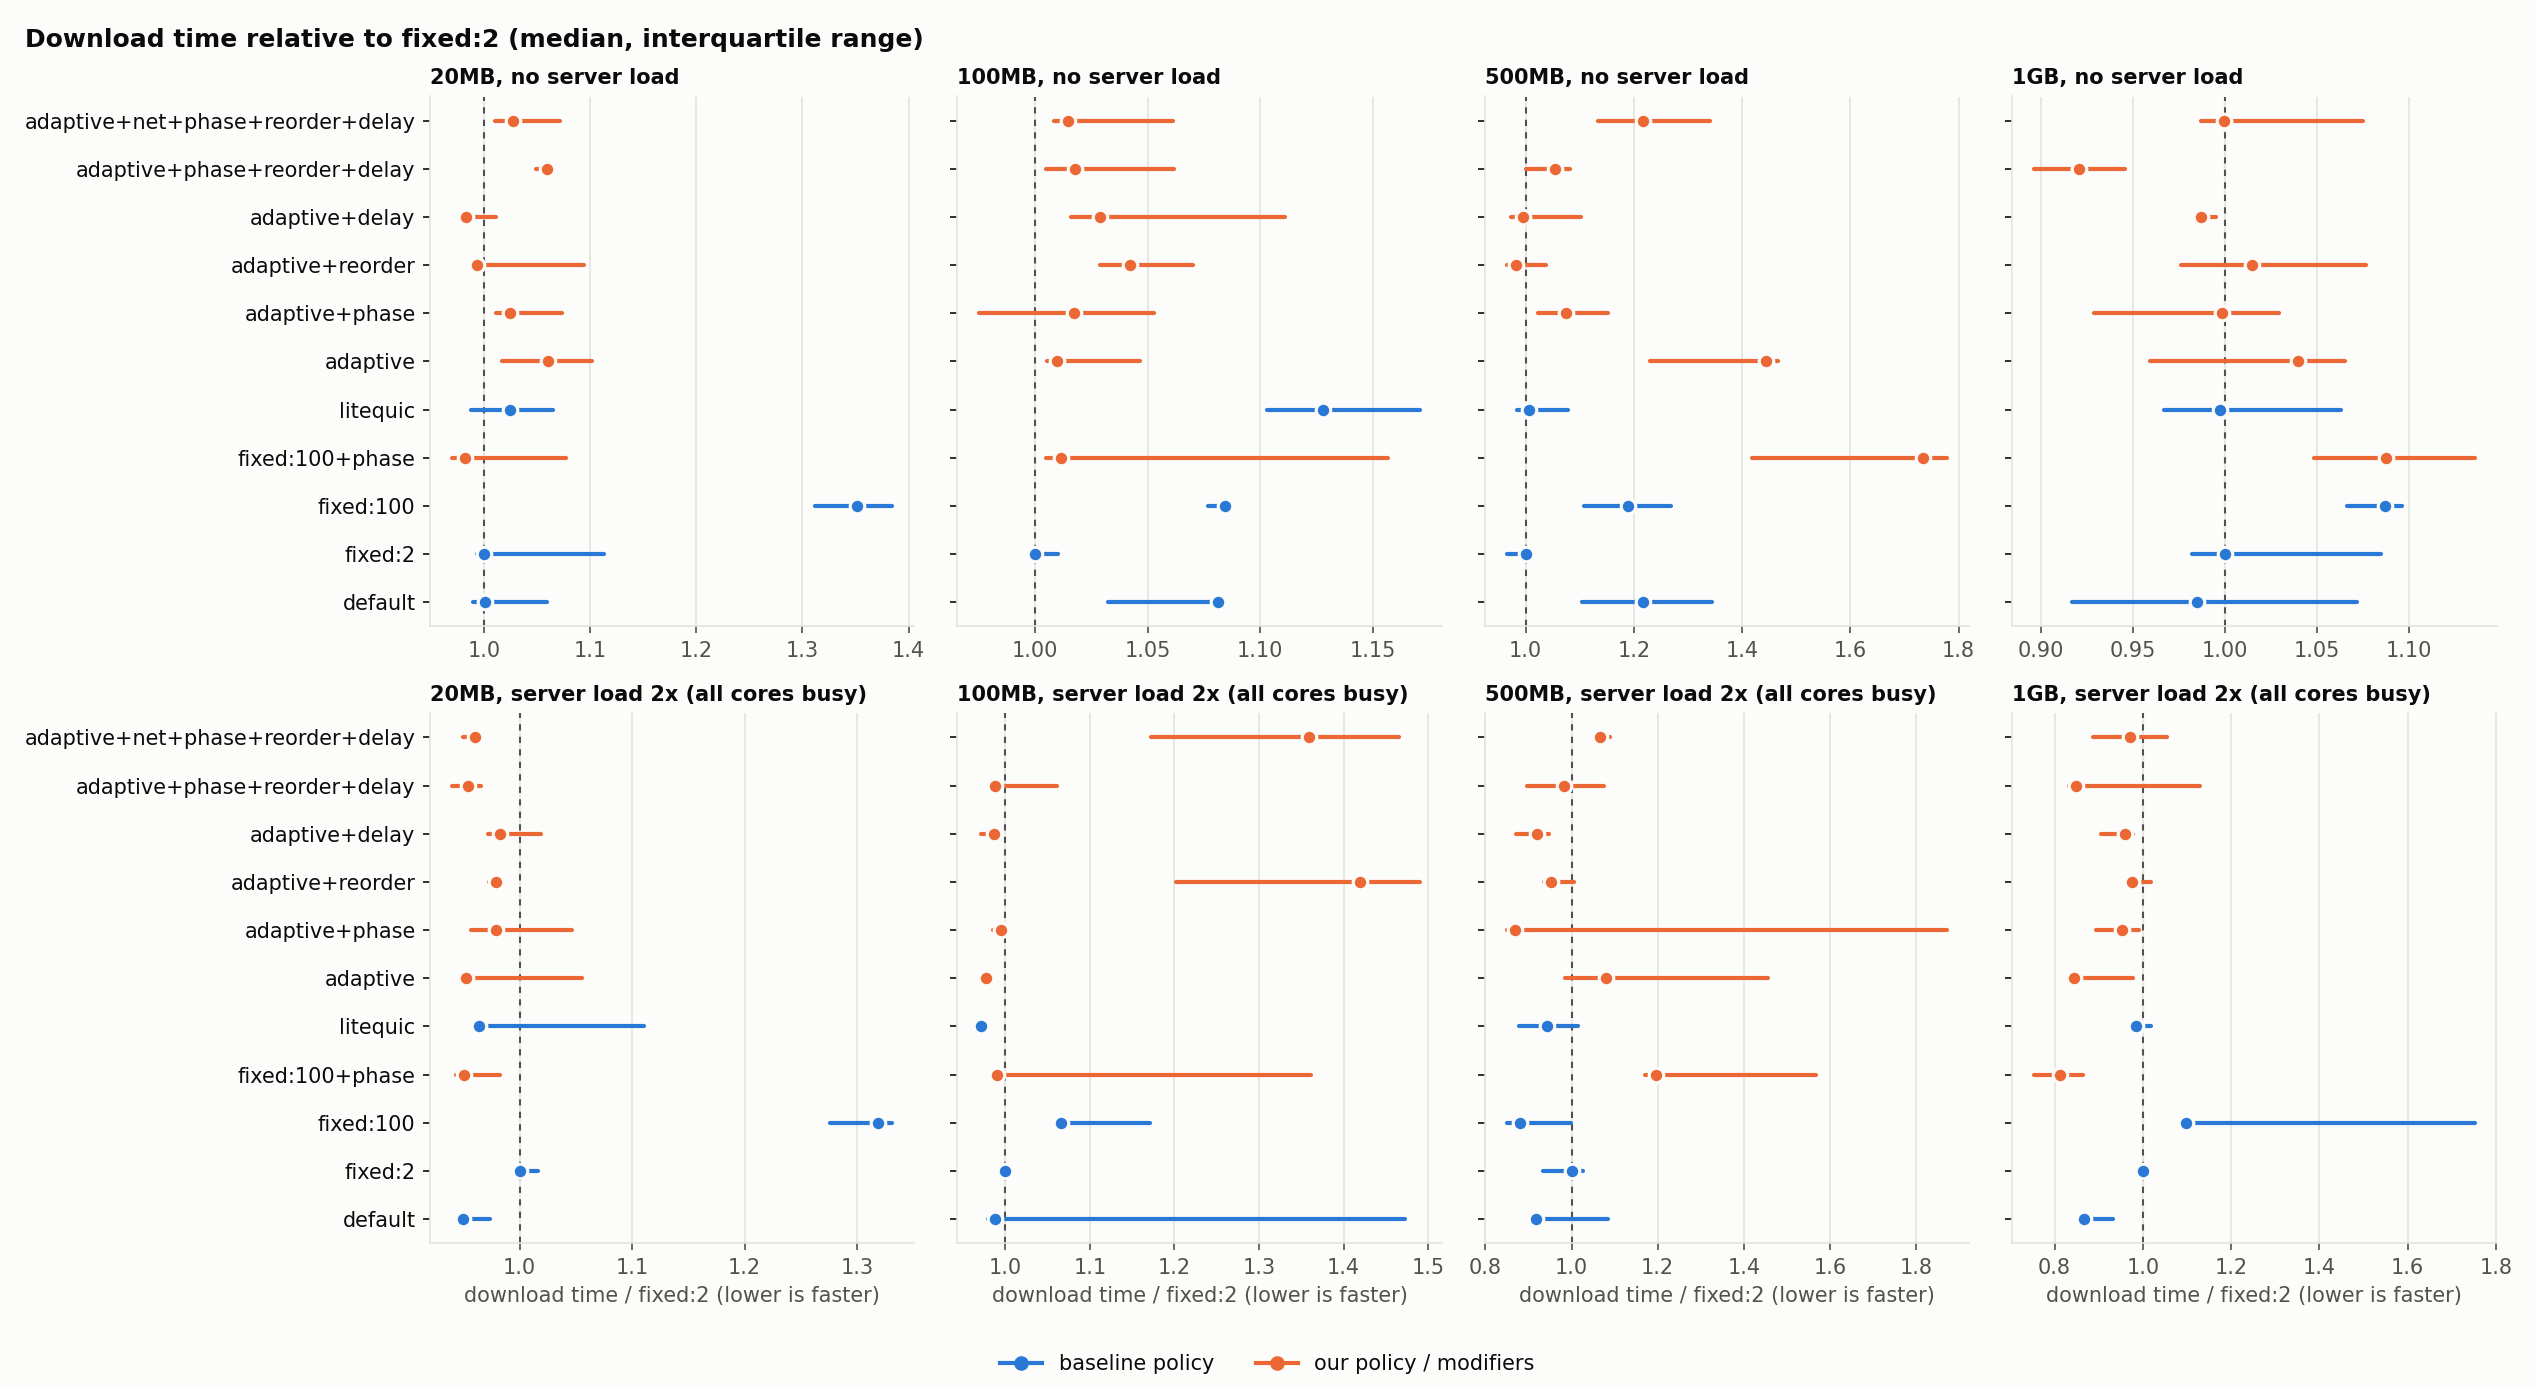 Download time relative to fixed:2 (median, interquartile range)
20MB, no server load
100MB, no server load
500MB, no server load
1GB, no server load
adaptive+net+phase+reorder+delay
adaptive+phase+reorder+delay
adaptive+delay
adaptive+reorder
adaptive+phase
adaptive
litequic
fixed:100+phase
fixed:100
fixed:2
default
1.0 1.1 1.2 1.3 1.4
1.00 1.05 1.10 1.15
1.0 1.2 1.4 1.6 1.8
0.90 0.95 1.00 1.05 1.10
20MB, server load 2x (all cores busy)
100MB, server load 2x (all cores busy)
500MB, server load 2x (all cores busy)
1GB, server load 2x (all cores busy)
adaptive+net+phase+reorder+delay
adaptive+phase+reorder+delay
adaptive+delay
adaptive+reorder
adaptive+phase
adaptive
litequic
fixed:100+phase
fixed:100
fixed:2
default
1.0 1.1 1.2 1.3
1.0 1.1 1.2 1.3 1.4 1.5
0.8 1.0 1.2 1.4 1.6 1.8
0.8 1.0 1.2 1.4 1.6 1.8
download time / fixed:2 (lower is faster)
download time / fixed:2 (lower is faster)
download time / fixed:2 (lower is faster)
download time / fixed:2 (lower is faster)
baseline policy
our policy / modifiers